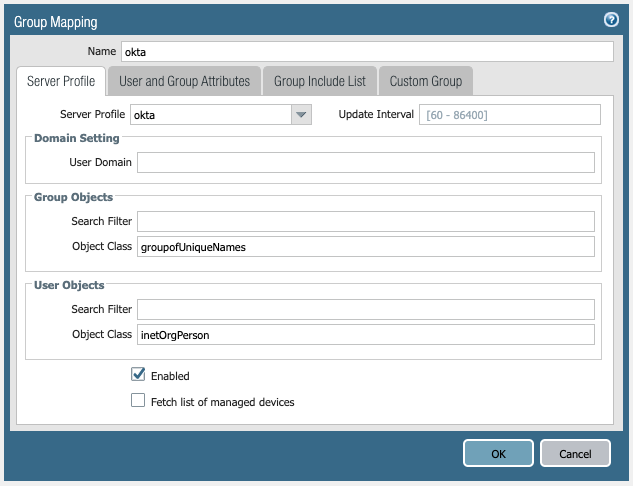 Group Mapping
Name okta
Server Profile User and Group Attributes Group Include List Custom Group
Server Profile okta Update Interval [60 - 86400]
Domain Setting
User Domain
Group Objects
Search Filter
Object Class groupofUniqueNames
User Objects
Search Filter
Object Class inetOrgPerson
Enabled
Fetch list of managed devices
OK Cancel